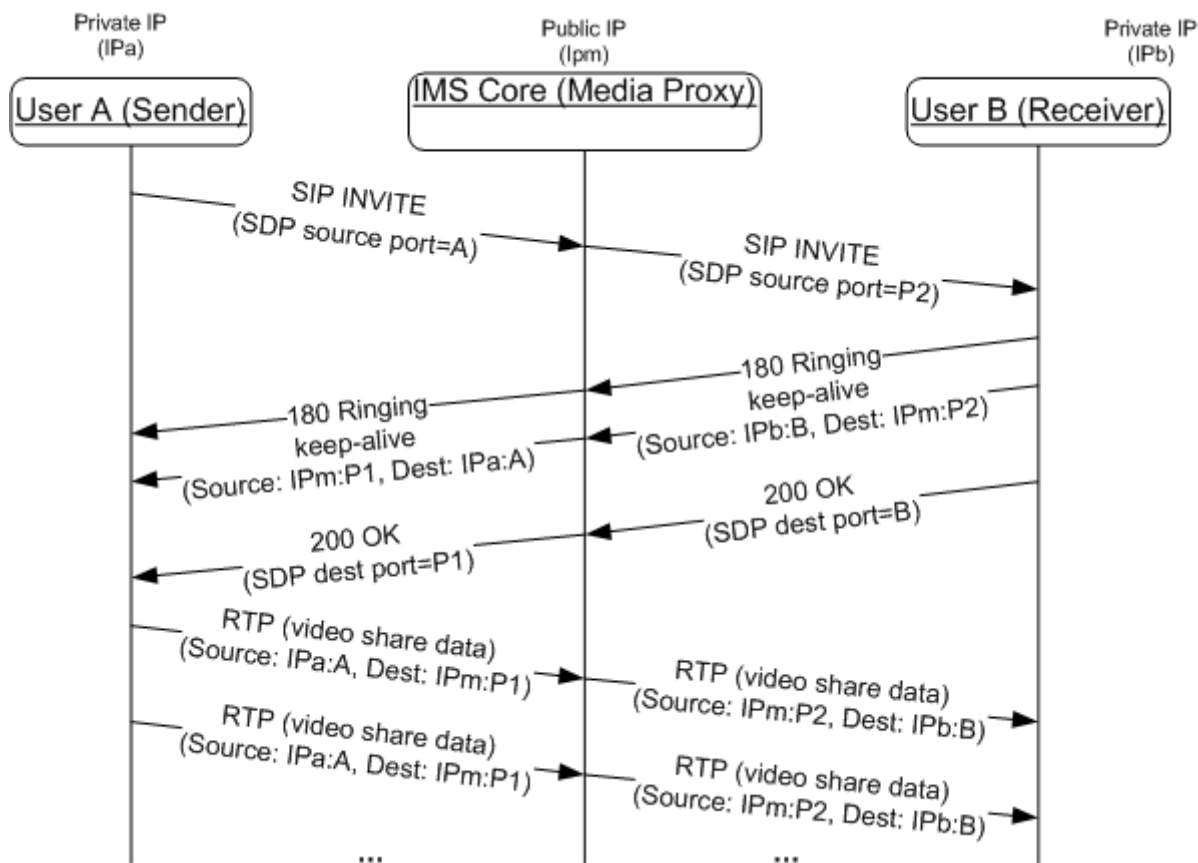 Private IP
(IPa)
Public IP
(Ipm)
Private IP
(IPb)
User A (Sender)
IMS Core (Media Proxy)
User B (Receiver)
SIP INVITE
(SDP source port=A)
SIP INVITE
(SDP source port=P2)
180 Ringing
keep-alive
(Source: IPb:B, Dest: IPm:P2)
180 Ringing
keep-alive
(Source: IPm:P1, Dest: IPa:A)
200 OK
(SDP dest port=B)
200 OK
(SDP dest port=P1)
RTP (video share data)
(Source: IPa:A, Dest: IPm:P1)
RTP (video share data)
(Source: IPm:P2, Dest: IPb:B)
RTP (video share data)
(Source: IPa:A, Dest: IPm:P1)
RTP (video share data)
(Source: IPm:P2, Dest: IPb:B)
...
...